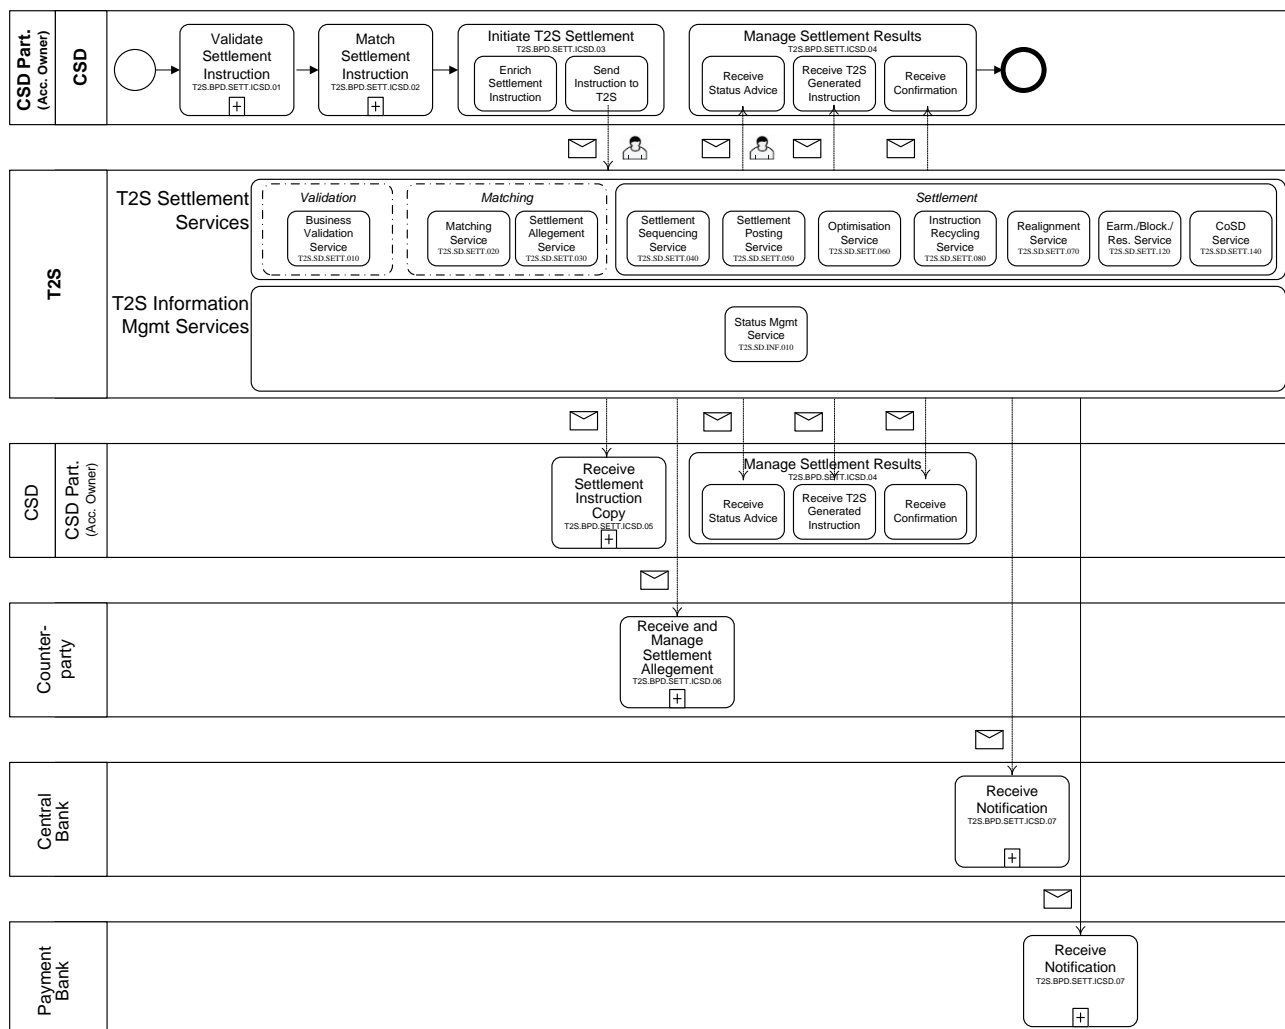 CSD Part.
(Acc. Owner)
CSD
Validate
Settlement
Instruction
T2S.BPD.SETT.ICSD.01
+
Match
Settlement
Instruction
T2S.BPD.SETT.ICSD.02
+
Initiate T2S Settlement
T2S.BPD.SETT.ICSD.03
Enrich
Settlement
Instruction
Send
Instruction to
T2S
Manage Settlement Results
T2S.BPD.SETT.ICSD.04
Receive
Status Advice
Receive T2S
Generated
Instruction
Receive
Confirmation
T2S
T2S Settlement
Services
Validation
Business
Validation
Service
T2S.SD.SETT.010
Matching
Matching
Service
T2S.SD.SETT.020
Settlement
Allegement
Service
T2S.SD.SETT.030
Settlement
Settlement
Sequencing
Service
T2S.SD.SETT.040
Settlement
Posting
Service
T2S.SD.SETT.050
Optimisation
Service
T2S.SD.SETT.060
Instruction
Recycling
Service
T2S.SD.SETT.080
Realignment
Service
T2S.SD.SETT.070
Earm./Block./
Res. Service
T2S.SD.SETT.120
CoSD
Service
T2S.SD.SETT.140
T2S Information
Mgmt Services
Status Mgmt
Service
T2S.SD.INF.010
CSD
CSD Part.
(Acc. Owner)
Receive
Settlement
Instruction
Copy
T2S.BPD.SETT.ICSD.05
+
Manage Settlement Results
T2S.BPD.SETT.ICSD.04
Receive
Status Advice
Receive T2S
Generated
Instruction
Receive
Confirmation
Counter-
party
Receive and
Manage
Settlement
Allegement
T2S.BPD.SETT.ICSD.06
+
Central
Bank
Receive
Notification
T2S.BPD.SETT.ICSD.07
+
Payment
Bank
Receive
Notification
T2S.BPD.SETT.ICSD.07
+